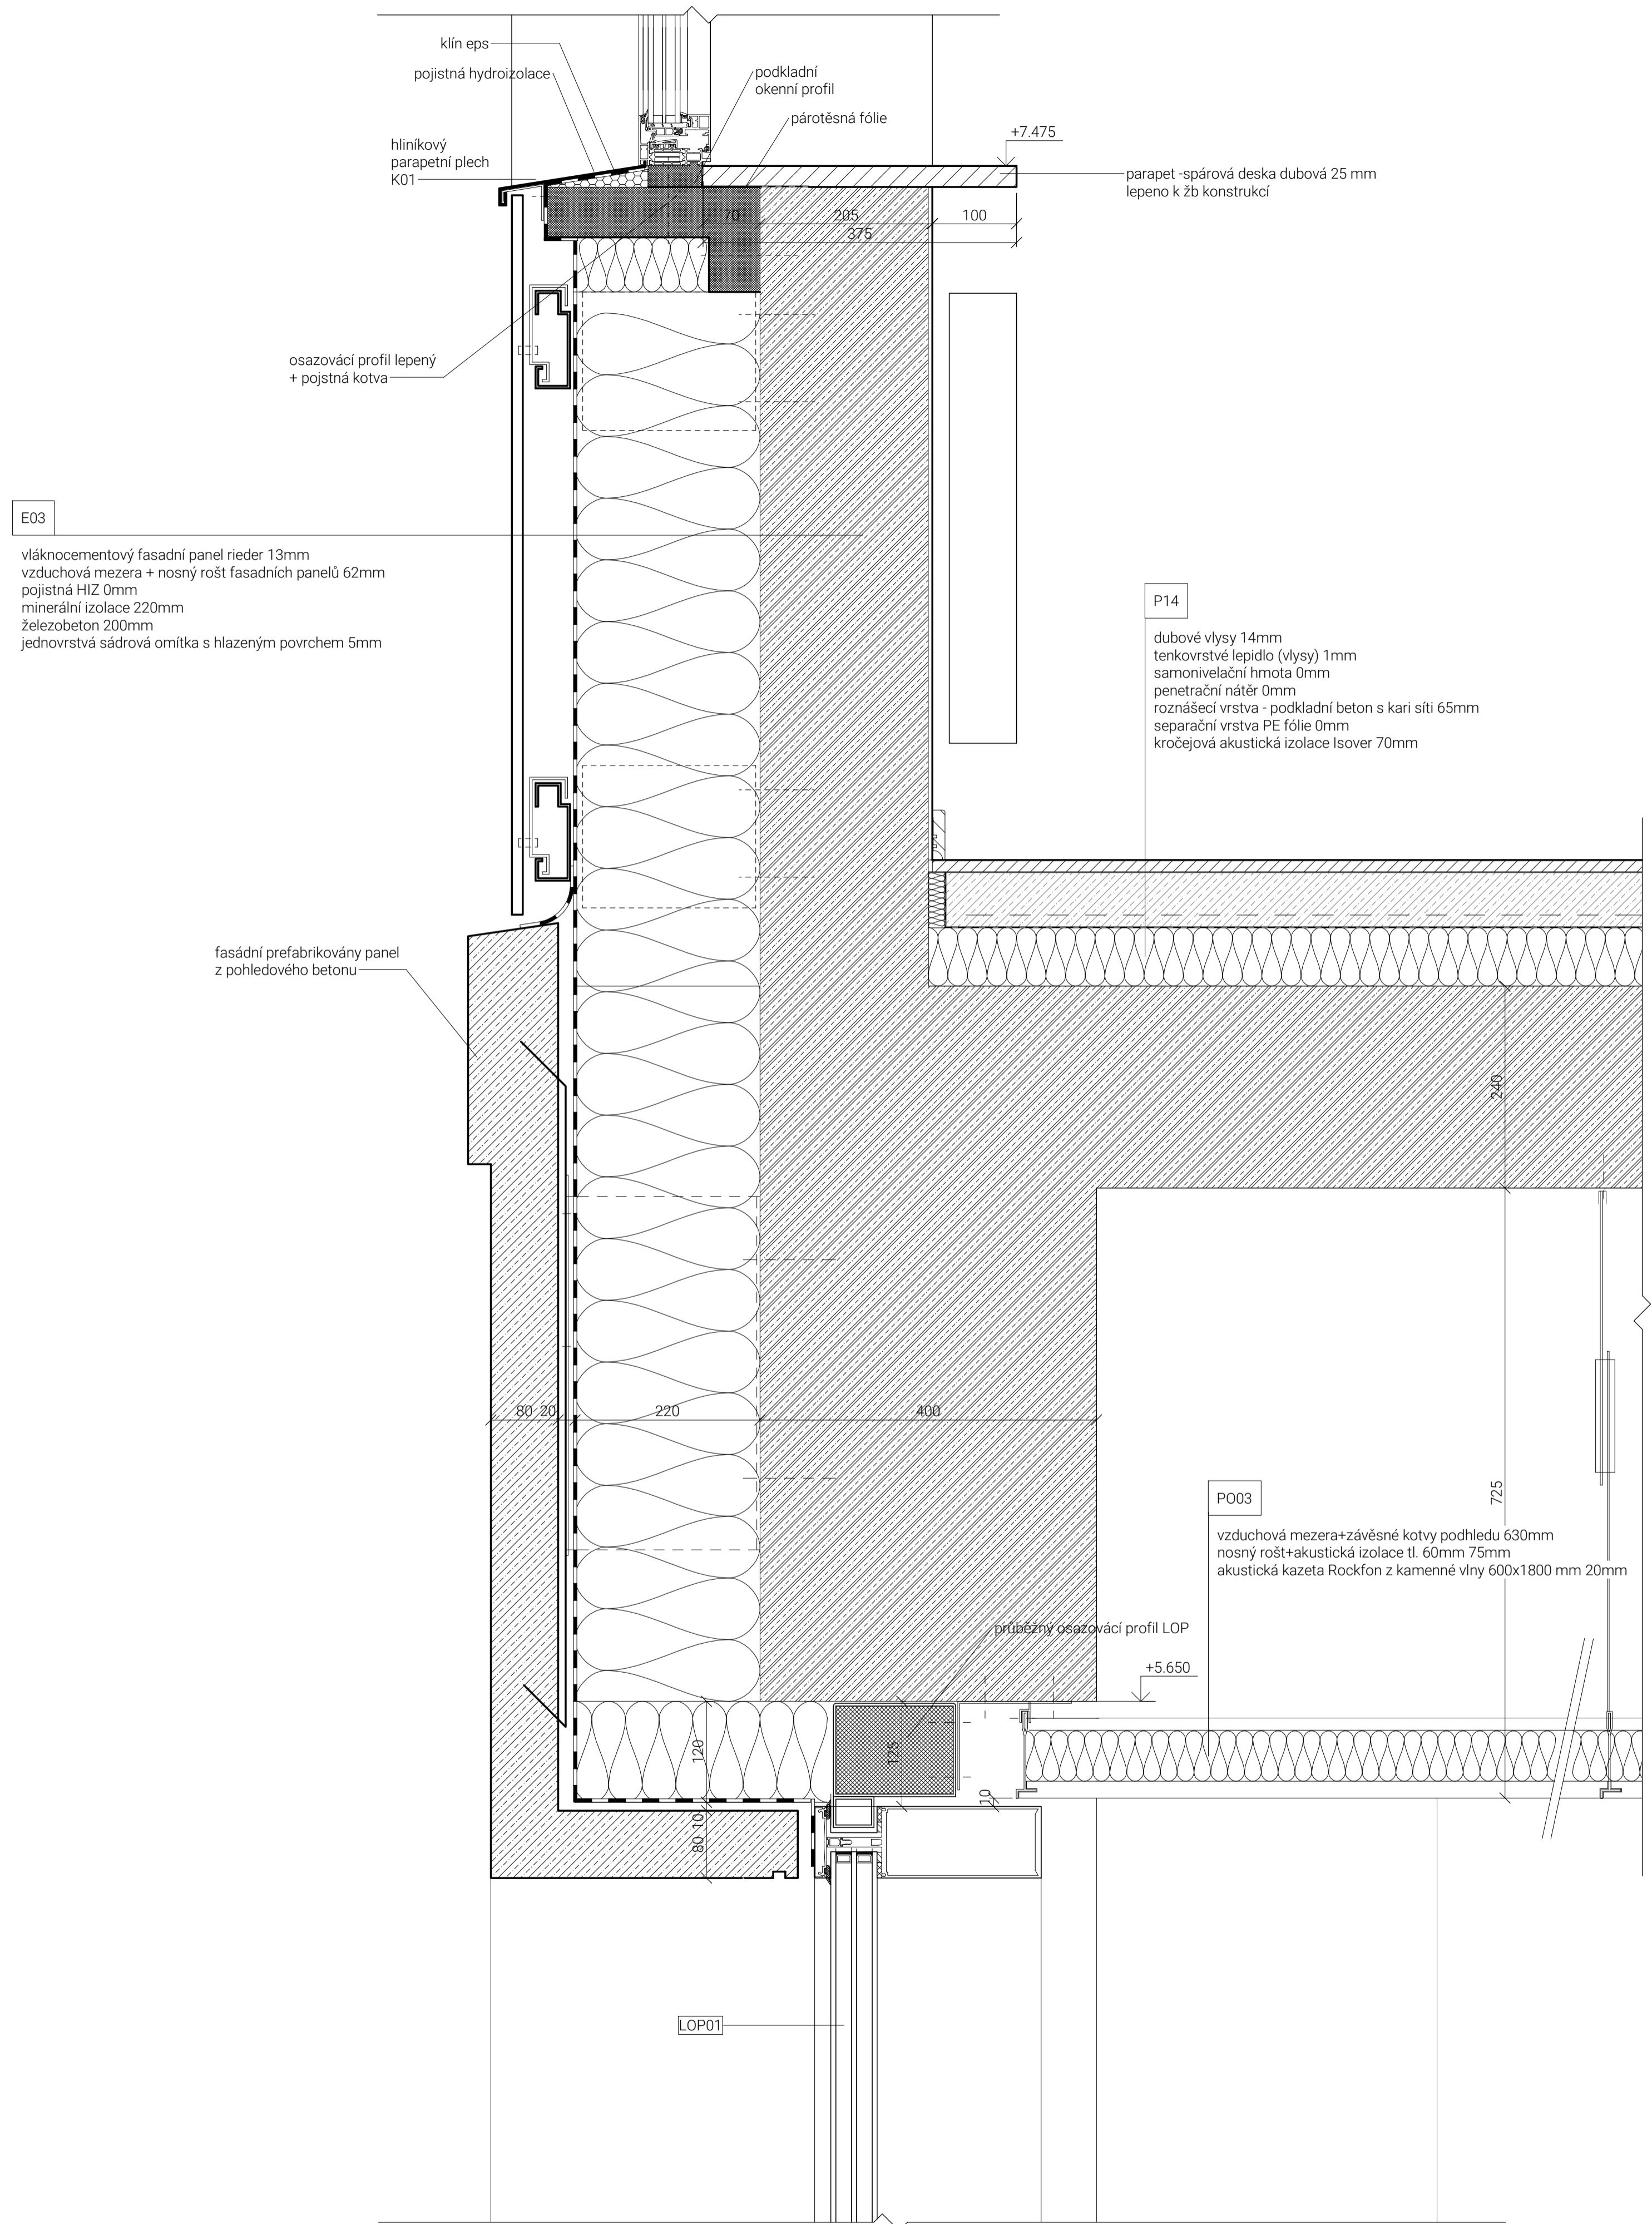 klín eps
pojistná hydroizolace
podkladní
okenní profil
párotěsná fólie
hliníkový
parapetní plech
K01
+7.475
parapet -spárová deska dubová 25 mm
lepeno k žb konstrukcí
70
205
100
375
osazovácí profil lepený
+ pojstná kotva
E03
vláknocementový fasadní panel rieder 13mm
vzduchová mezera + nosný rošt fasadních panelů 62mm
pojistná HIZ 0mm
minerální izolace 220mm
železobeton 200mm
jednovrstvá sádrová omítka s hlazeným povrchem 5mm
P14
dubové vlysy 14mm
tenkovrstvé lepidlo (vlysy) 1mm
samonivelační hmota 0mm
penetrační nátěr 0mm
roznášecí vrstva - podkladní beton s kari síti 65mm
separační vrstva PE fólie 0mm
kročejová akustická izolace Isover 70mm
fasádní prefabrikovány panel
z pohledového betonu
240
80
20
220
400
725
PO03
vzduchová mezera+závěsné kotvy podhledu 630mm
nosný rošt+akustická izolace tl. 60mm 75mm
akustická kazeta Rockfon z kamenné vlny 600x1800 mm 20mm
průběžný osazovácí profil LOP
+5.650
120
125
10
10
80
LOP01